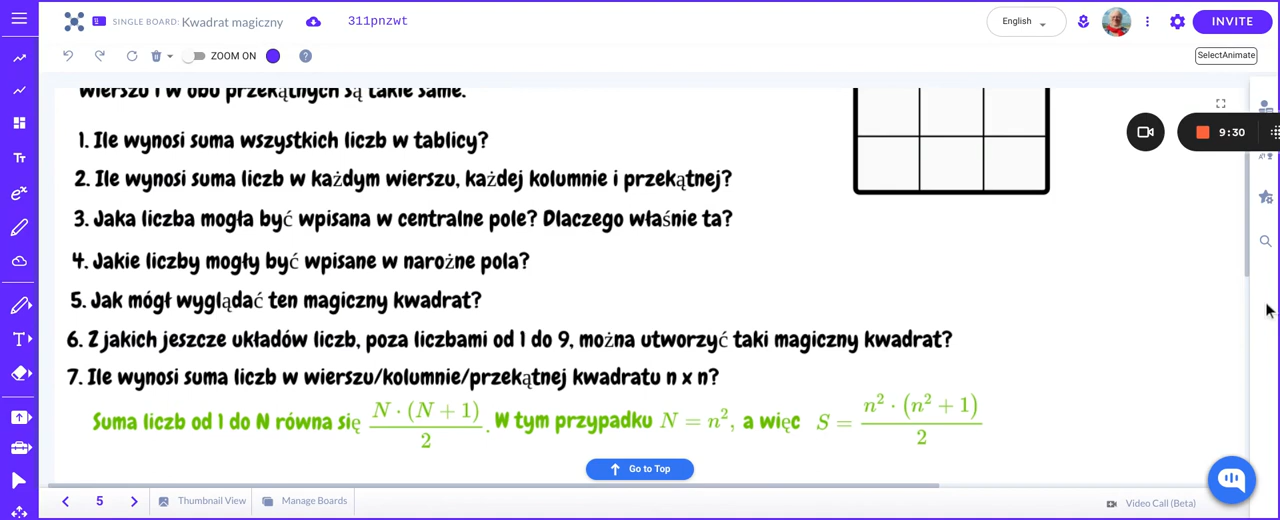 SINGLE BOARD: Kwadrat magiczny
311pnzwt
English
INVITE
ZOOM ON
SelectAnimate
wierszu i w obu przekątnych są takie same.
1. Ile wynosi suma wszystkich liczb w tablicy?
9:30
2. Ile wynosi suma liczb w każdym wierszu, każdej kolumnie i przekątnej?
3. Jaka liczba mogła być wpisana w centralne pole? Dlaczego właśnie ta?
4. Jakie liczby mogły być wpisane w narożne pola?
5. Jak mógł wyglądać ten magiczny kwadrat?
6. Z jakich jeszcze układów liczb, poza liczbami od 1 do 9, można utworzyć taki magiczny kwadrat?
7. Ile wynosi suma liczb w wierszu/kolumnie/przekątnej kwadratu n x n?
Suma liczb od 1 do N równa się N · (N + 1) / 2. W tym przypadku N = n², a więc S = n² · (n² + 1) / 2
Go to Top
5
Thumbnail View
Manage Boards
Video Call (Beta)